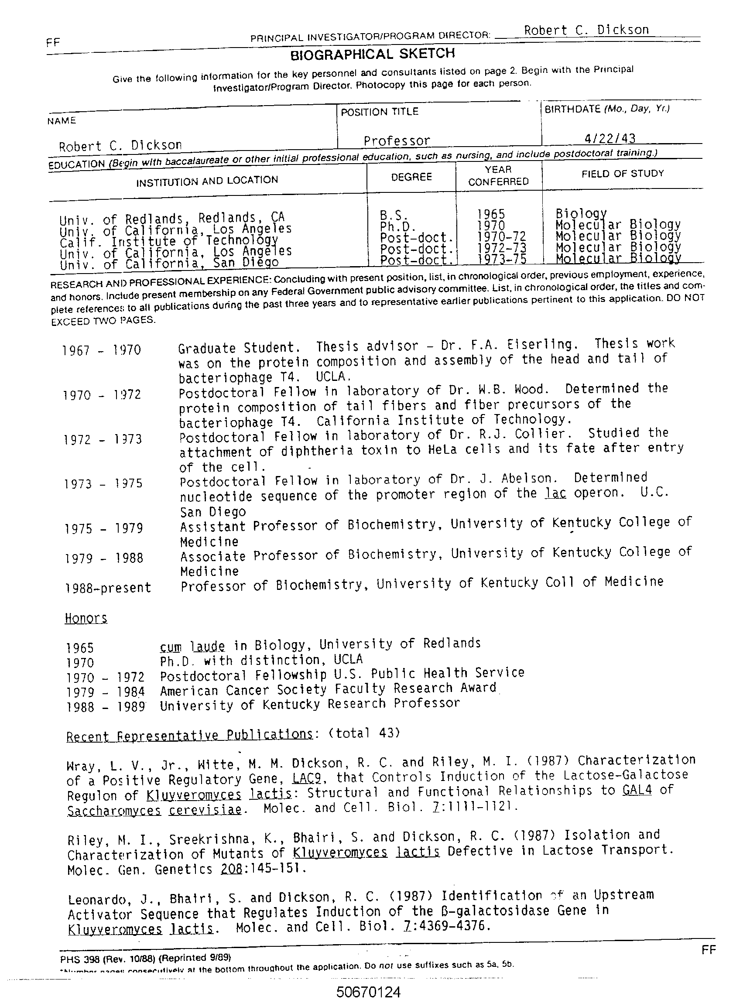 FF
PRINCIPAL INVESTIGATOR/PROGRAM DIRECTOR: Robert C. Dickson
BIOGRAPHICAL SKETCH
Give the following information for the key personnel and consultants listed on page 2. Begin with the Principal
Investigator/Program Director. Photocopy this page for each person.
NAME POSITION TITLE BIRTHDATE (Mo., Day, Yr.)
Robert C. Dickson Professor 4/22/43
EDUCATION (Begin with baccalaureate or other initial professional education, such as nursing, and include postdoctoral training.)
INSTITUTION AND LOCATION DEGREE YEAR CONFERRED FIELD OF STUDY
Univ. of Redlands, Redlands, CA B.S. 1965 Biology
Univ. of California, Los Angeles Ph.D. 1970 Molecular Biology
Calif. Institute of Technology Post-doct. 1970-72 Molecular Biology
Univ. of California, Los Angeles Post-doct. 1972-73 Molecular Biology
Univ. of California, San Diego Post-doct. 1973-75 Molecular Biology
RESEARCH AND PROFESSIONAL EXPERIENCE: Concluding with present position, list, in chronological order, previous employment, experience,
and honors. Include present membership on any Federal Government public advisory committee. List, in chronological order, the titles and com-
plete references to all publications during the past three years and to representative earlier publications pertinent to this application. DO NOT
EXCEED TWO PAGES.
1967 - 1970 Graduate Student. Thesis advisor - Dr. F.A. Eiserling. Thesis work
was on the protein composition and assembly of the head and tail of
bacteriophage T4. UCLA.
1970 - 1972 Postdoctoral Fellow in laboratory of Dr. W.B. Wood. Determined the
protein composition of tail fibers and fiber precursors of the
bacteriophage T4. California Institute of Technology.
1972 - 1973 Postdoctoral Fellow in laboratory of Dr. R.J. Collier. Studied the
attachment of diphtheria toxin to HeLa cells and its fate after entry
of the cell.
1973 - 1975 Postdoctoral Fellow in laboratory of Dr. J. Abelson. Determined
nucleotide sequence of the promoter region of the lac operon. U.C.
San Diego
1975 - 1979 Assistant Professor of Biochemistry, University of Kentucky College of
Medicine
1979 - 1988 Associate Professor of Biochemistry, University of Kentucky College of
Medicine
1988-present Professor of Biochemistry, University of Kentucky Coll of Medicine
Honors
1965 cum laude in Biology, University of Redlands
1970 Ph.D. with distinction, UCLA
1970 - 1972 Postdoctoral Fellowship U.S. Public Health Service
1979 - 1984 American Cancer Society Faculty Research Award
1988 - 1989 University of Kentucky Research Professor
Recent Representative Publications: (total 43)
Wray, L. V., Jr., Witte, M. M. Dickson, R. C. and Riley, M. I. (1987) Characterization
of a Positive Regulatory Gene, LAC9, that Controls Induction of the Lactose-Galactose
Regulon of Kluyveromyces lactis: Structural and Functional Relationships to GAL4 of
Saccharomyces cerevisiae. Molec. and Cell. Biol. 7:1111-1121.
Riley, M. I., Sreekrishna, K., Bhairi, S. and Dickson, R. C. (1987) Isolation and
Characterization of Mutants of Kluyveromyces lactis Defective in Lactose Transport.
Molec. Gen. Genetics 208:145-151.
Leonardo, J., Bhairi, S. and Dickson, R. C. (1987) Identification of an Upstream
Activator Sequence that Regulates Induction of the β-galactosidase Gene in
Kluyveromyces lactis. Molec. and Cell. Biol. 7:4369-4376.
PHS 398 (Rev. 10/88) (Reprinted 9/89) FF
*Number pages consecutively at the bottom throughout the application. Do not use suffixes such as 5a, 5b.
50670124